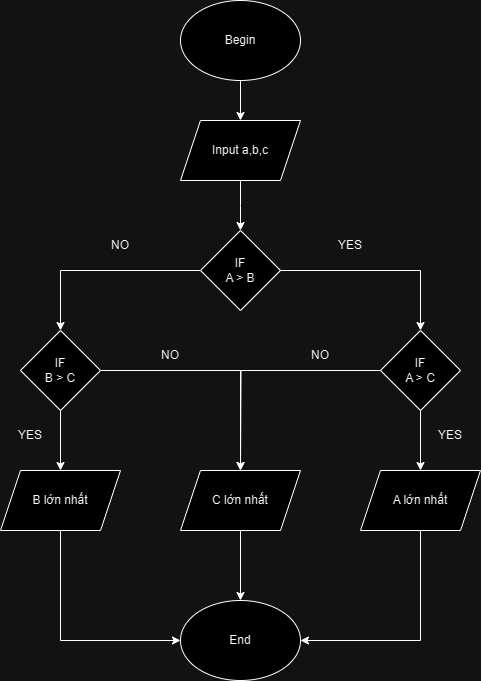 Begin
Input a,b,c
IF
A > B
NO
YES
IF
B > C
NO
NO
IF
A > C
YES
YES
B lớn nhất
C lớn nhất
A lớn nhất
End